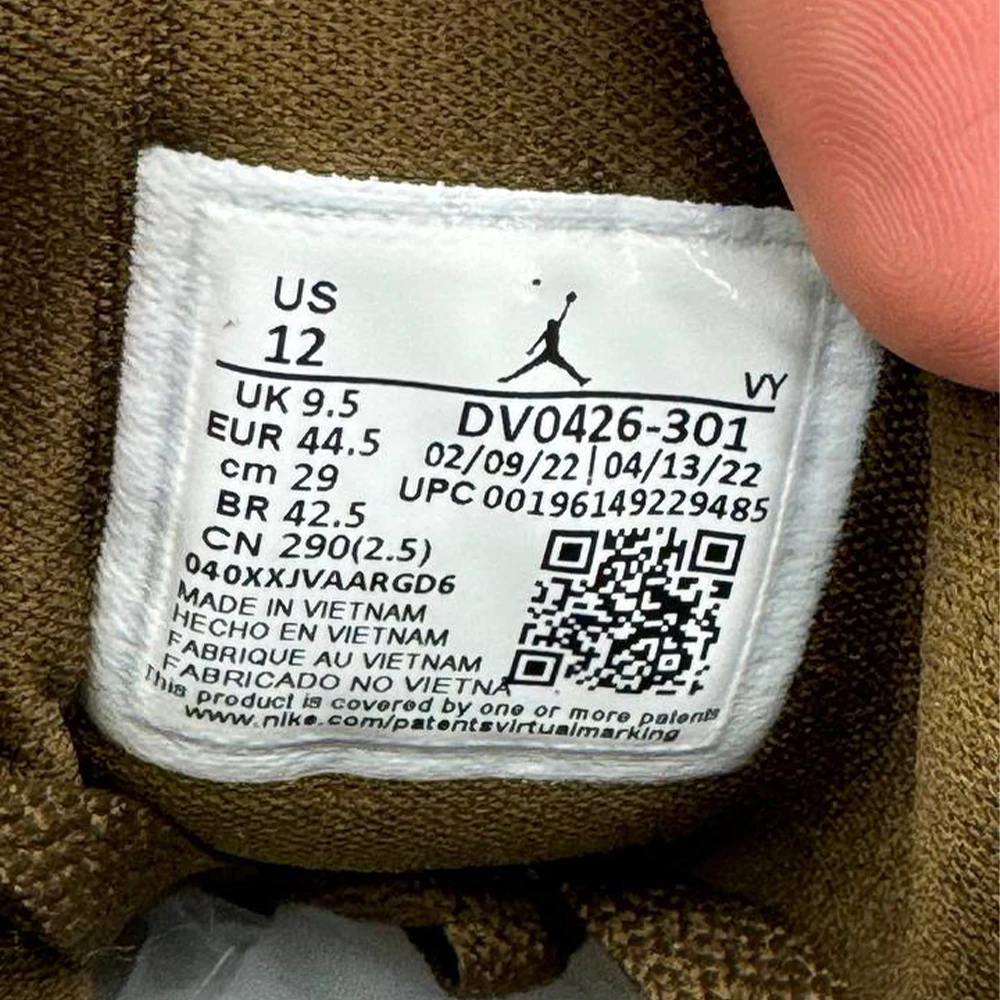 US
12
VY
UK 9.5
DV0426-301
EUR 44.5
02/09/22|04/13/22
cm 29
UPC 00196149229485
BR 42.5
CN 290(2.5)
040XXJVAARGD6
MADE IN VIETNAM
HECHO EN VIETNAM
FABRIQUE AU VIETNAM
FABRICADO NO VIETNA
This product is covered by one or more patents
www.nike.com/patentsvirtualmarking